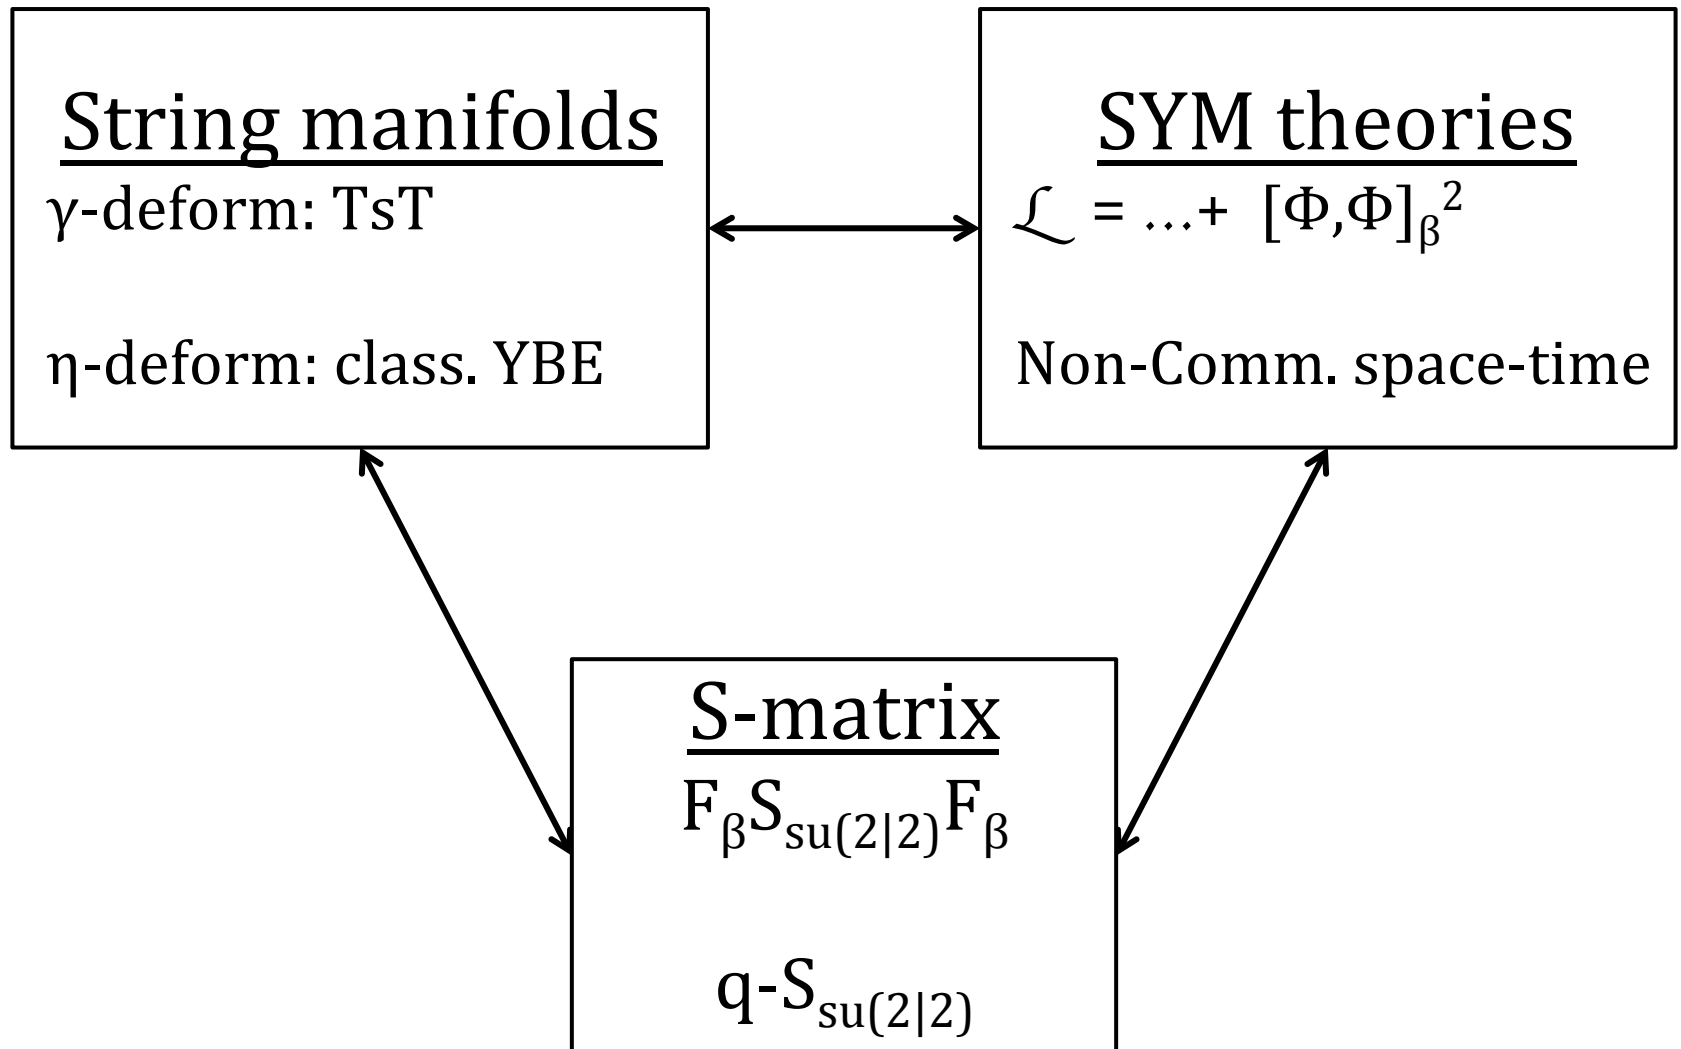 String manifolds
γ-deform: TsT
η-deform: class. YBE
SYM theories
ℒ = ...+ [Φ,Φ]β²
Non-Comm. space-time
S-matrix
FβSsu(2|2)Fβ
q-Ssu(2|2)